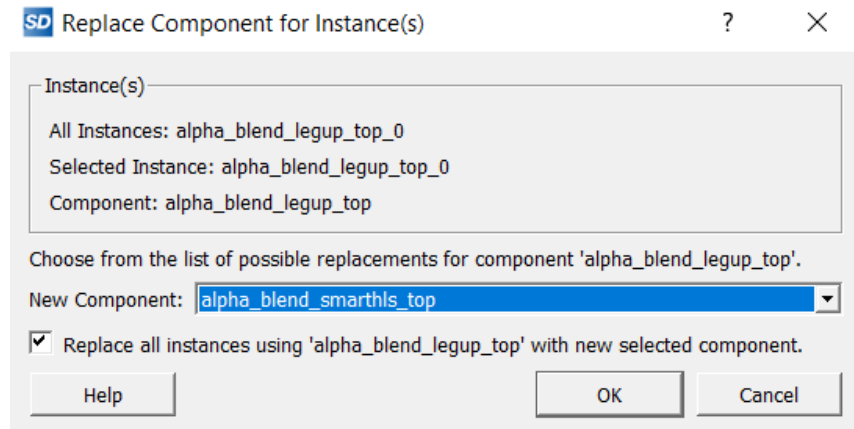 SD Replace Component for Instance(s) ?
Instance(s)
All Instances: alpha_blend_legup_top_0
Selected Instance: alpha_blend_legup_top_0
Component: alpha_blend_legup_top
Choose from the list of possible replacements for component 'alpha_blend_legup_top'.
New Component: alpha_blend_smarthls_top
Replace all instances using 'alpha_blend_legup_top' with new selected component.
Help OK Cancel